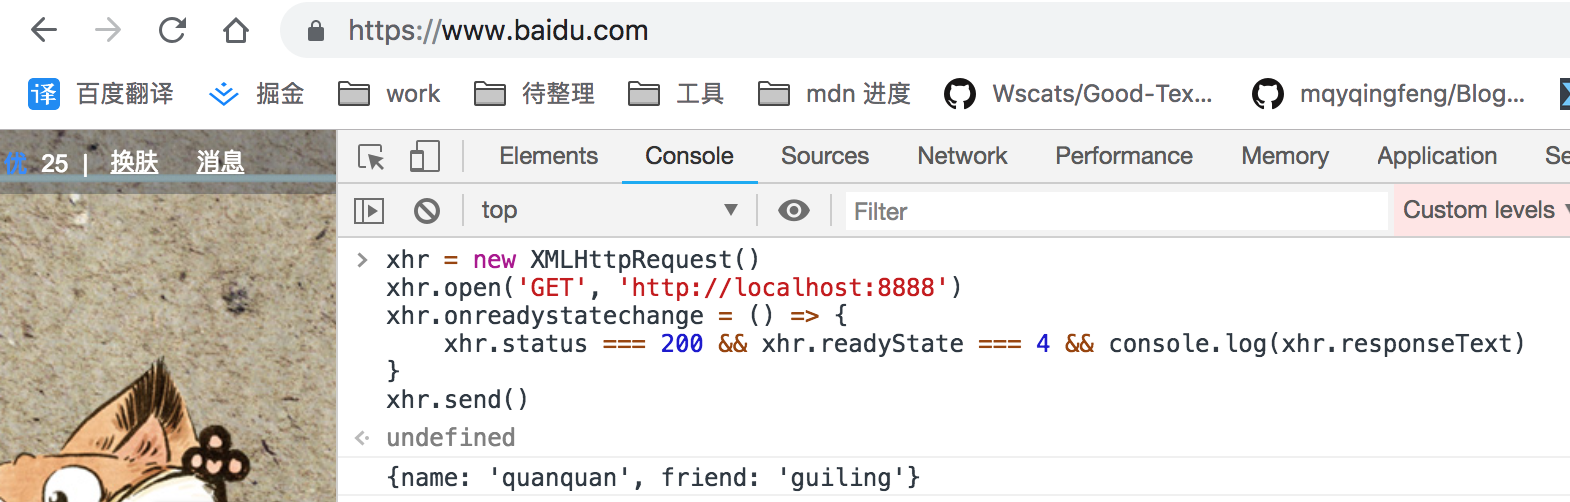 https://www.baidu.com
译 百度翻译 掘金 work 待整理 工具 mdn 进度 Wscats/Good-Tex... mqyqingfeng/Blog...
优 25 | 换肤 消息
Elements Console Sources Network Performance Memory Application Se
top Filter Custom levels
xhr = new XMLHttpRequest()
xhr.open('GET', 'http://localhost:8888')
xhr.onreadystatechange = () => {
xhr.status === 200 && xhr.readyState === 4 && console.log(xhr.responseText)
}
xhr.send()
undefined
{name: 'quanquan', friend: 'guiling'}